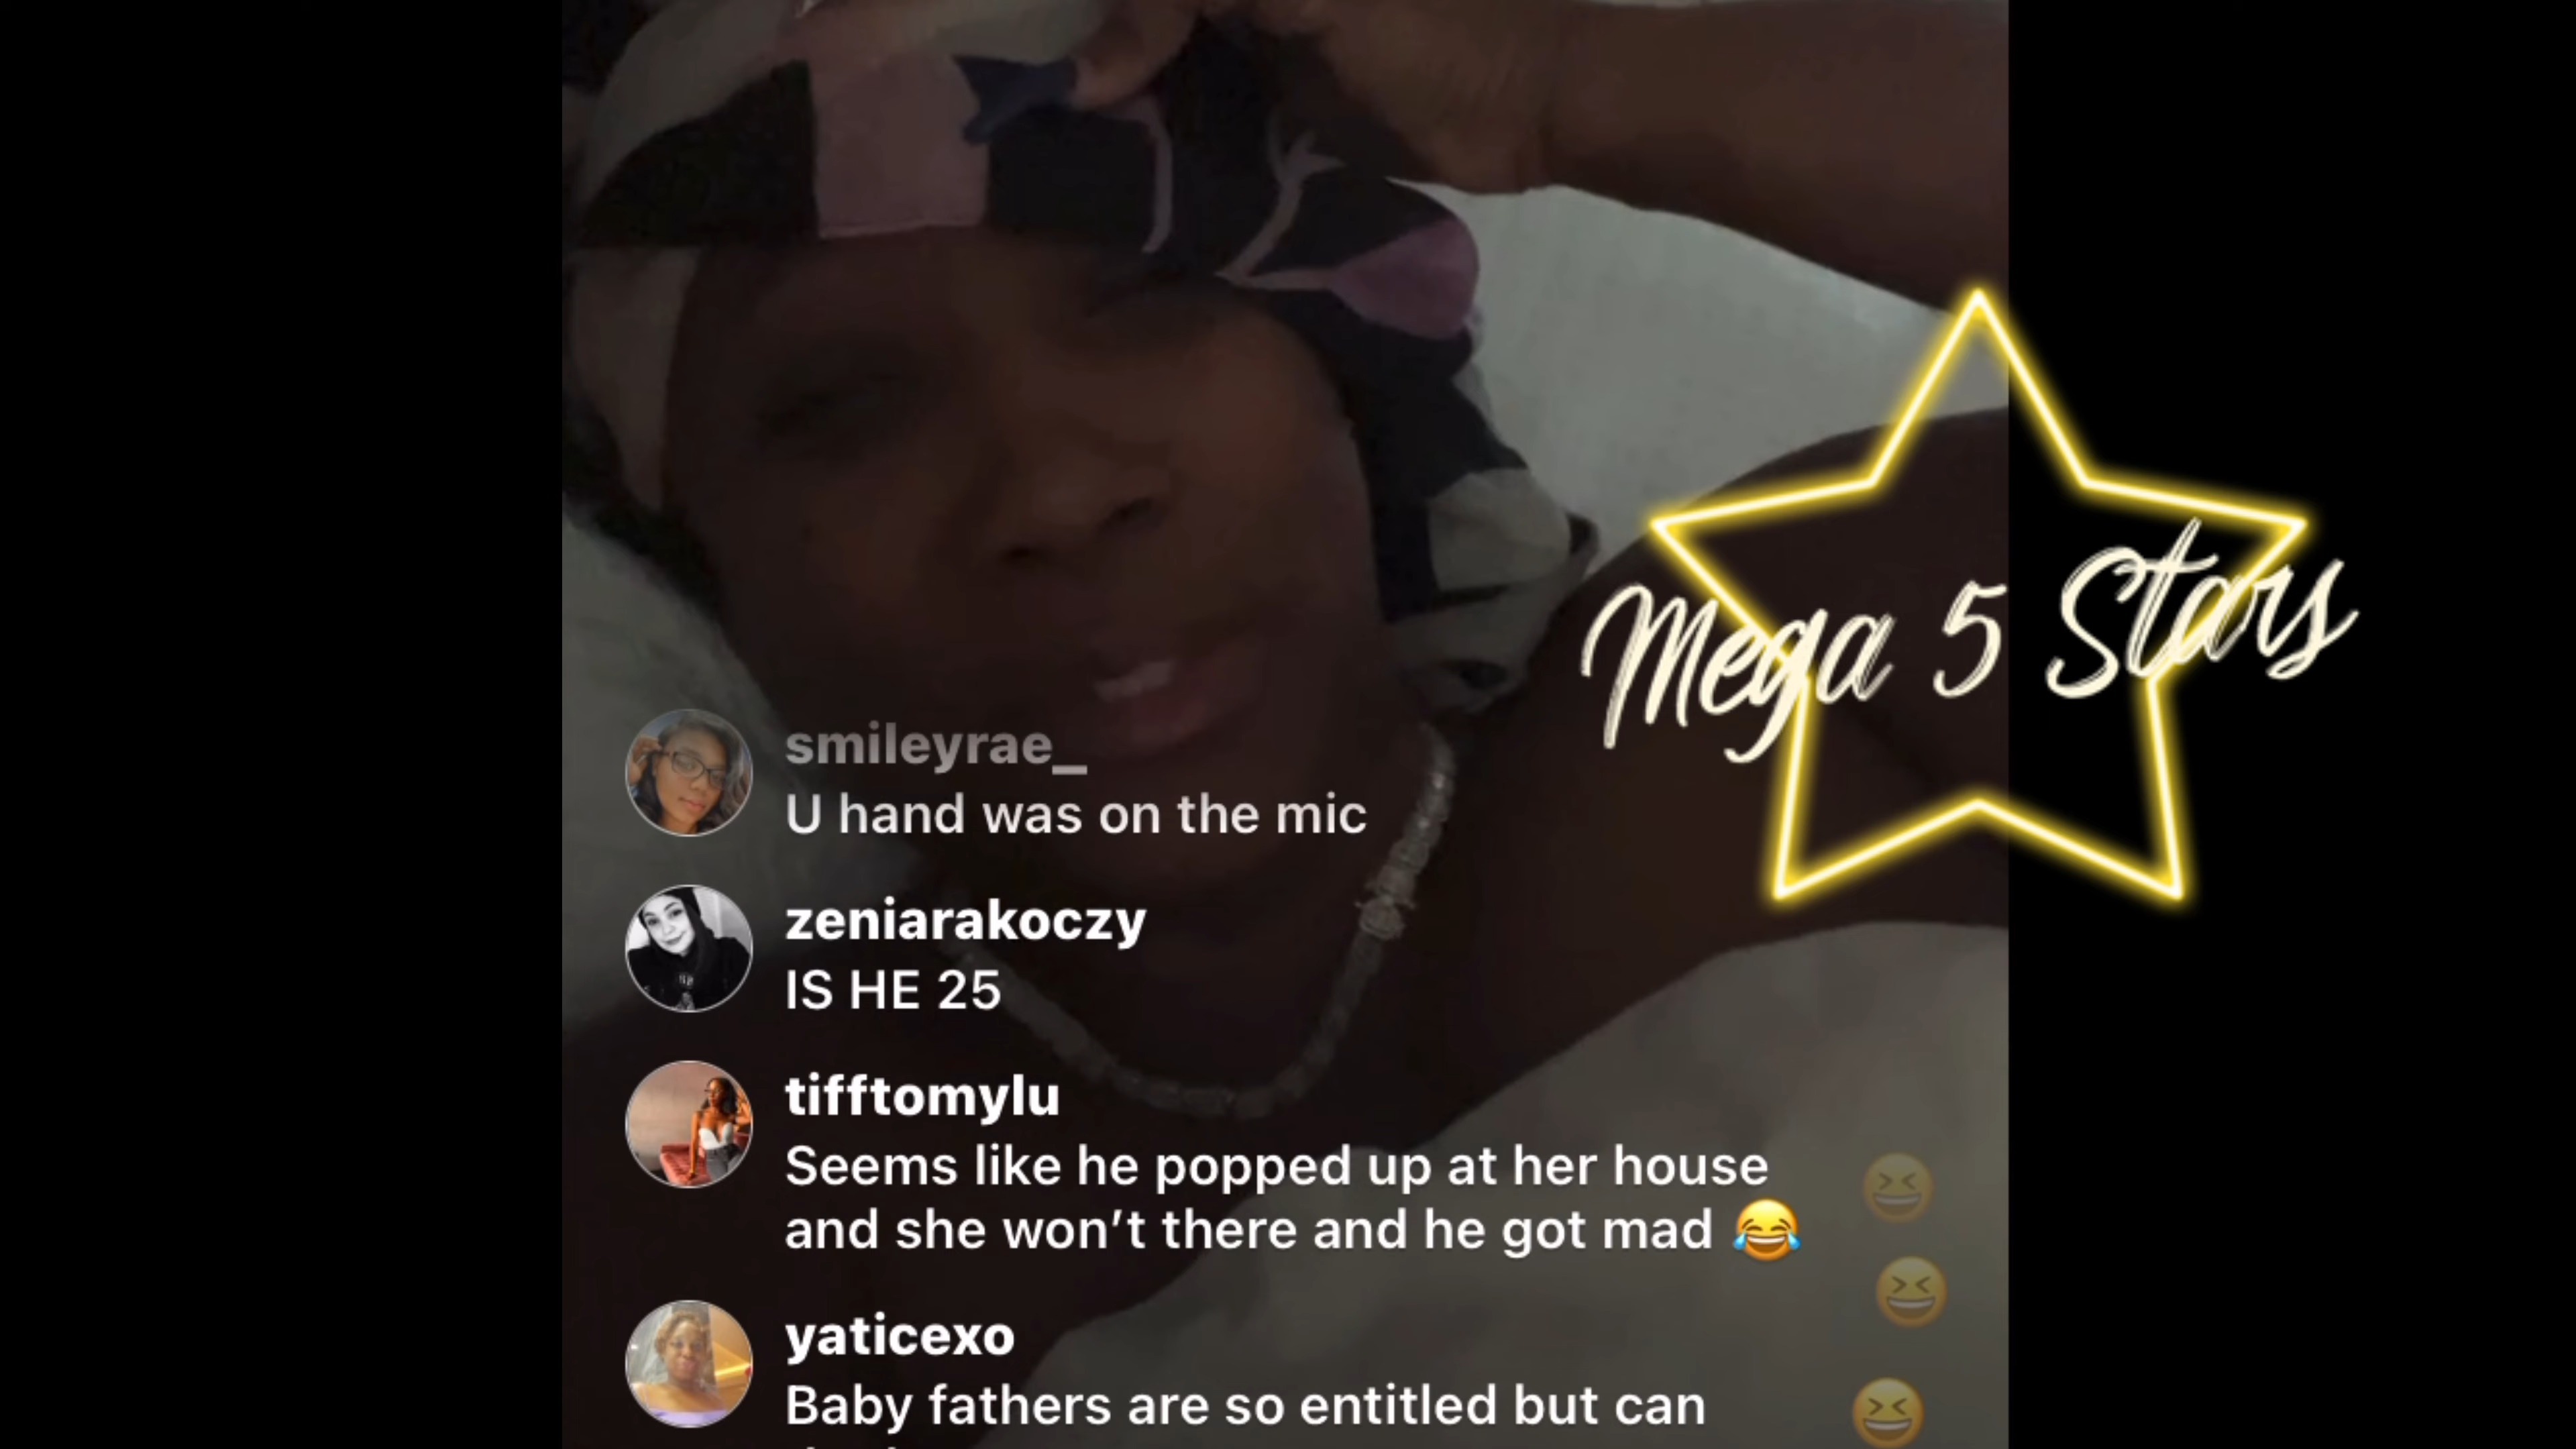 smileyrae_
U hand was on the mic
Mega 5 Stars
zeniarakoczy
IS HE 25
tifftomylu
Seems like he popped up at her house
and she won’t there and he got mad 😂
yaticexo
Baby fathers are so entitled but can